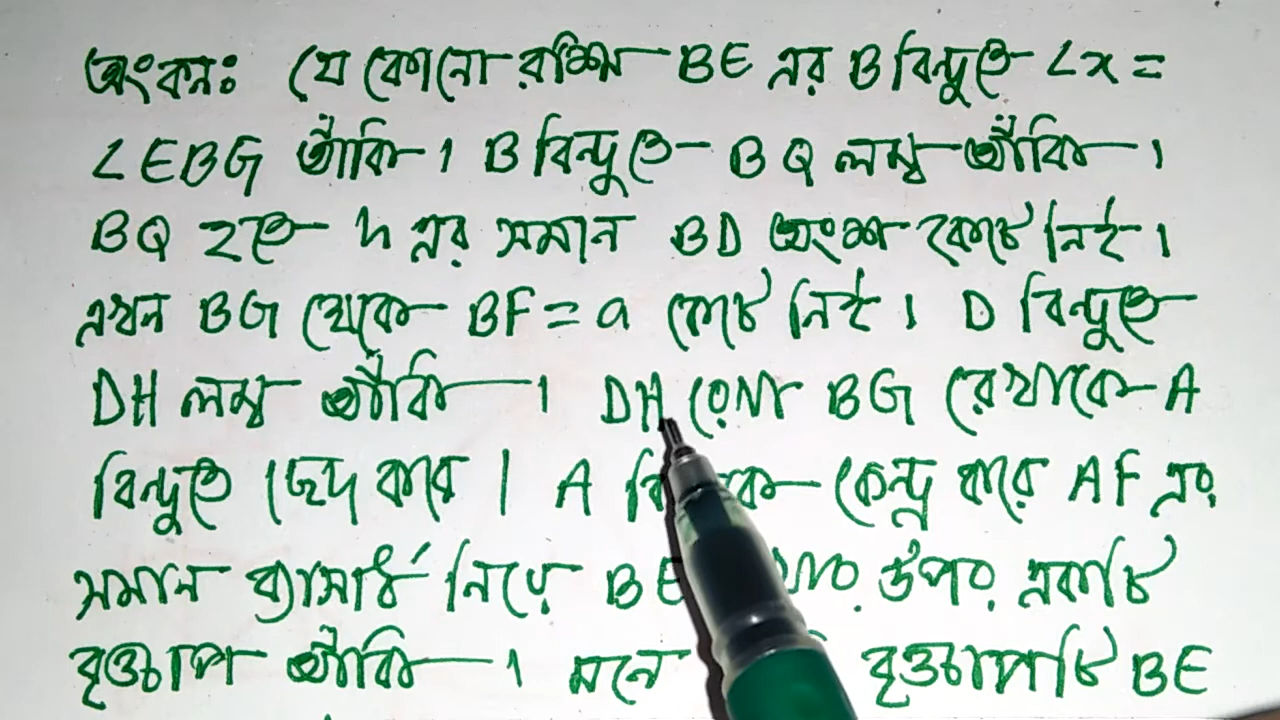 অংকনঃ যে কোনো রশ্মি BE এর B বিন্দুতে ∠x =
∠EBG আঁকি। B বিন্দুতে BQ লম্ব আঁকি।
BQ হতে h এর সমান BD অংশ কেটে নিই।
এখন BG থেকে BF = a কেটে নিই। D বিন্দুতে
DH লম্ব আঁকি। DH রেখা BG রেখাকে A
বিন্দুতে ছেদ করে। A কেন্দ্র করে AF এর
সমান ব্যাসার্ধ নিয়ে BE উপর একটি
বৃত্তচাপ আঁকি। মনে বৃত্তচাপটি BE